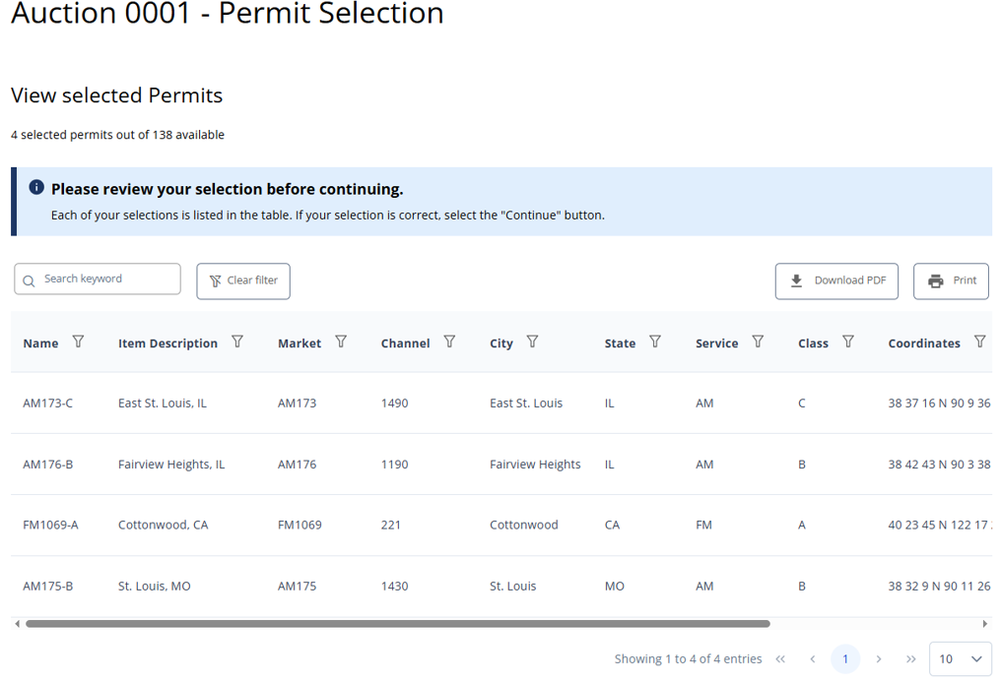 Auction 0001 - Permit Selection
View selected Permits
4 selected permits out of 138 available
Please review your selection before continuing.
Each of your selections is listed in the table. If your selection is correct, select the "Continue" button.
Search keyword Clear filter Download PDF Print
Name Item Description Market Channel City State Service Class Coordinates
AM173-C East St. Louis, IL AM173 1490 East St. Louis IL AM C 38 37 16 N 90 9 36
AM176-B Fairview Heights, IL AM176 1190 Fairview Heights IL AM B 38 42 43 N 90 3 38
FM1069-A Cottonwood, CA FM1069 221 Cottonwood CA FM A 40 23 45 N 122 17
AM175-B St. Louis, MO AM175 1430 St. Louis MO AM B 38 32 9 N 90 11 26
Showing 1 to 4 of 4 entries 1 10